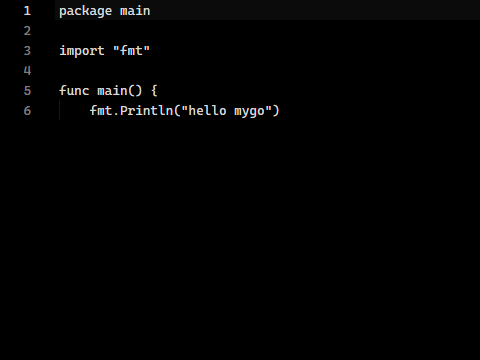 1 package main
2
3 import "fmt"
4
5 func main() {
6     fmt.Println("hello mygo")